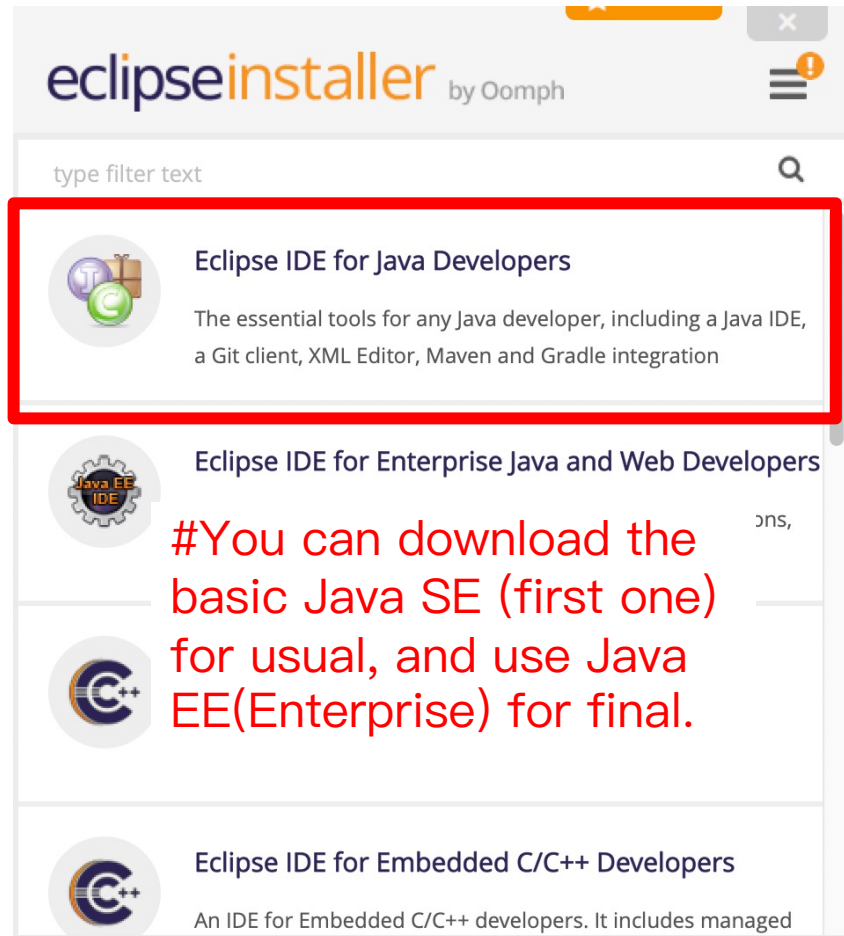 eclipseinstaller by Oomph
type filter text
Eclipse IDE for Java Developers
The essential tools for any Java developer, including a Java IDE,
a Git client, XML Editor, Maven and Gradle integration
Java EE
IDE
Eclipse IDE for Enterprise Java and Web Developers
ons,
#You can download the
basic Java SE (first one)
for usual, and use Java
EE(Enterprise) for final.
C++
Eclipse IDE for Embedded C/C++ Developers
C++
An IDE for Embedded C/C++ developers. It includes managed